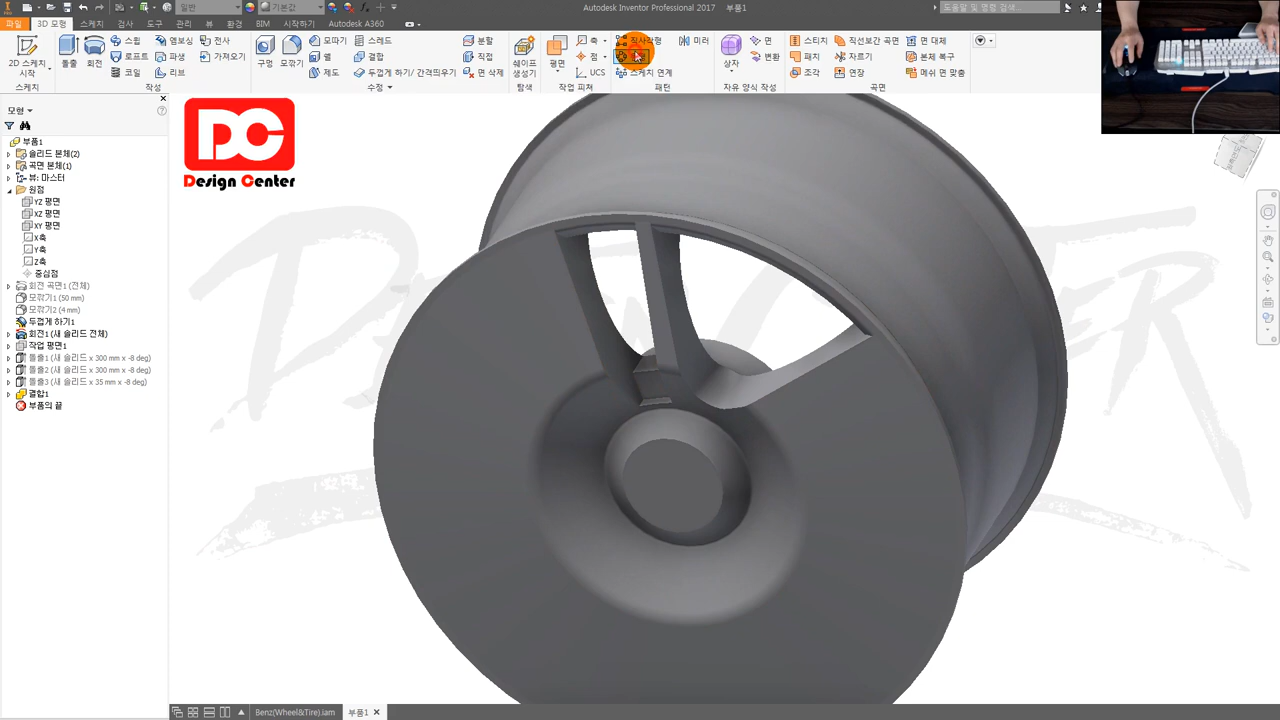 일반
기본값
Autodesk Inventor Professional 2017 부품1
도움말 및 명령 검색...
파일 3D 모형 스케치 검사 도구 관리 뷰 환경 BIM 시작하기 Autodesk A360
2D 스케치 시작
돌출
회전
스윕
로프트
코일
엠보싱
파생
리브
전사
가져오기
구멍
모깎기
모따기
쉘
제도
스레드
결합
두껍게 하기/ 간격띄우기
분할
직접
삭제
쉐이프 생성기
평면
축
점
UCS
직사각형
스케치 연계
미러
상자
면
변환
스티치
패치
조각
직선보간 곡면
자르기
연장
면 대체
본체 복구
메쉬 면 맞춤
스케치 작성 수정 탐색 작업 피쳐 패턴 자유 양식 작성 곡면
모형
부품1
솔리드 본체(2)
곡면 본체(1)
뷰: 마스터
원점
YZ 평면
XZ 평면
XY 평면
X축
Y축
Z축
중심점
회전 곡면1 (전체)
모깎기1 (50 mm)
모깎기2 (4 mm)
두껍게 하기1
회전1 (새 솔리드 전체)
작업 평면1
돌출1 (새 솔리드 x 300 mm x -8 deg)
돌출2 (새 솔리드 x 300 mm x -8 deg)
돌출3 (새 솔리드 x 35 mm x -8 deg)
결합1
부품의 끝
DC
Design Center
Benz(Wheel&Tire).iam 부품1